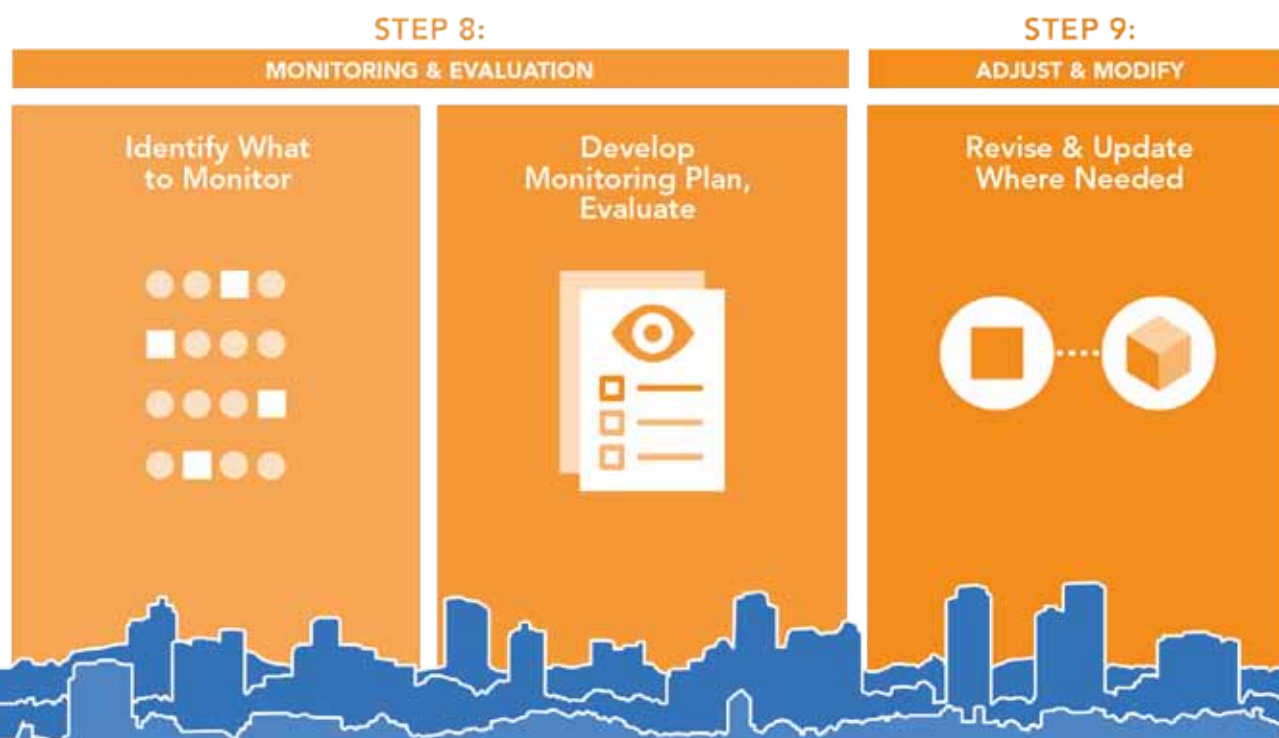 STEP 8:
MONITORING & EVALUATION
Identify What
to Monitor
Develop
Monitoring Plan,
Evaluate
STEP 9:
ADJUST & MODIFY
Revise & Update
Where Needed